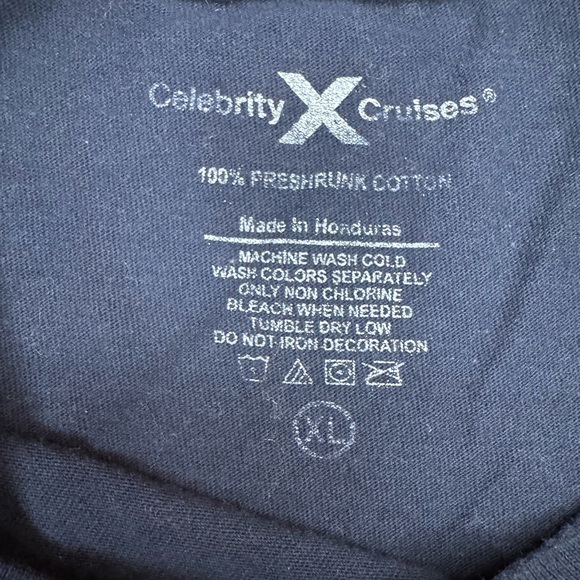 Celebrity X Cruises®
100% PRESHRUNK COTTON
Made In Honduras
MACHINE WASH COLD
WASH COLORS SEPARATELY
ONLY NON CHLORINE
BLEACH WHEN NEEDED
TUMBLE DRY LOW
DO NOT IRON DECORATION
XL